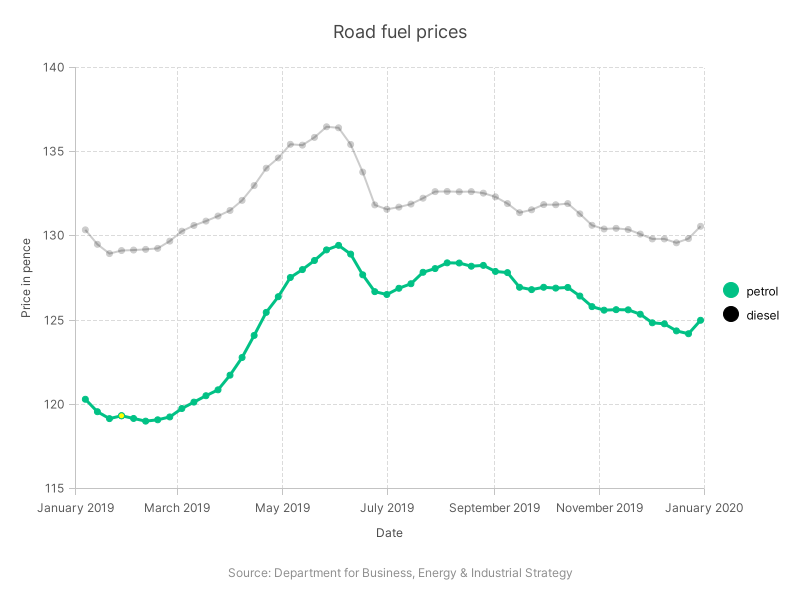 Road fuel prices
140
135
130
125
120
115
Price in pence
January 2019
March 2019
May 2019
July 2019
September 2019
November 2019
January 2020
Date
petrol
diesel
Source: Department for Business, Energy & Industrial Strategy